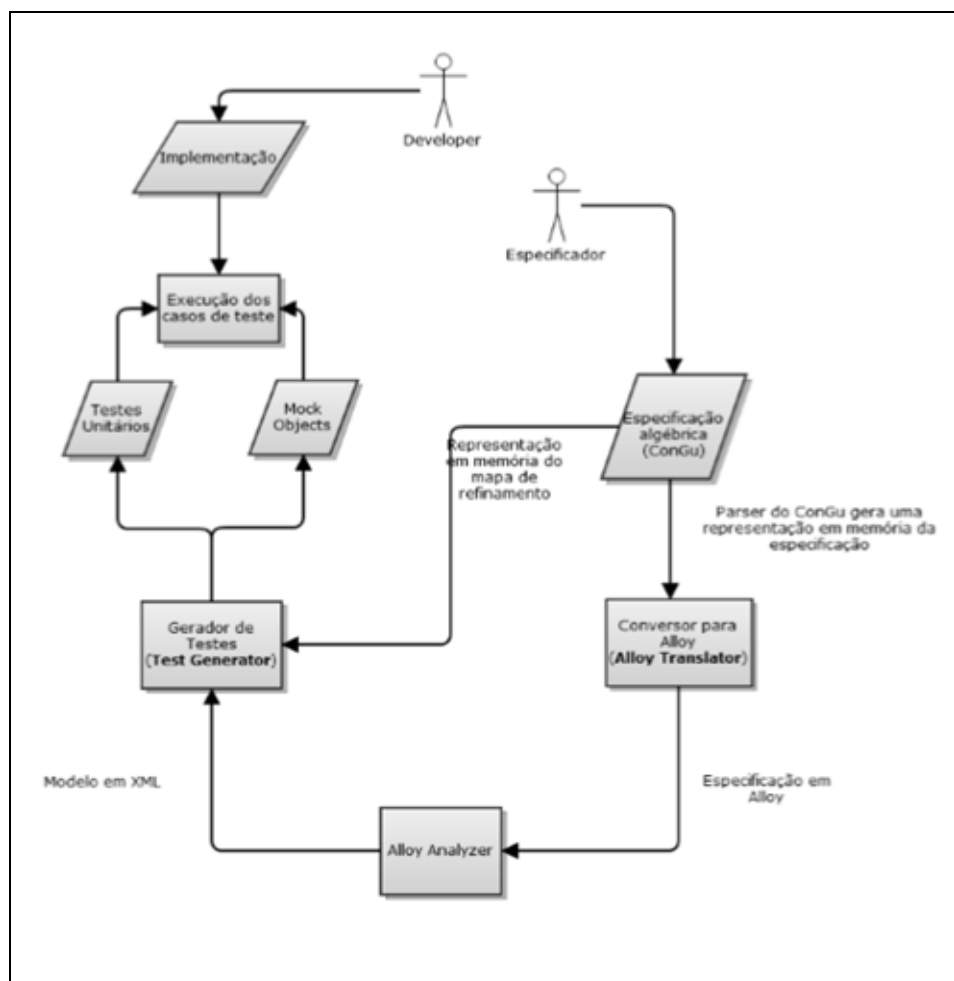 Developer
Implementação
Especificador
Execução dos
casos de teste
Testes
Unitários
Mock
Objects
Especificação
algébrica
(ConGu)
Representação
em memória do
mapa de
refinamento
Parser do ConGu gera uma
representação em memória da
especificação
Gerador de
Testes
(Test Generator)
Conversor para
Alloy
(Alloy Translator)
Modelo em XML
Especificação em
Alloy
Alloy Analyzer